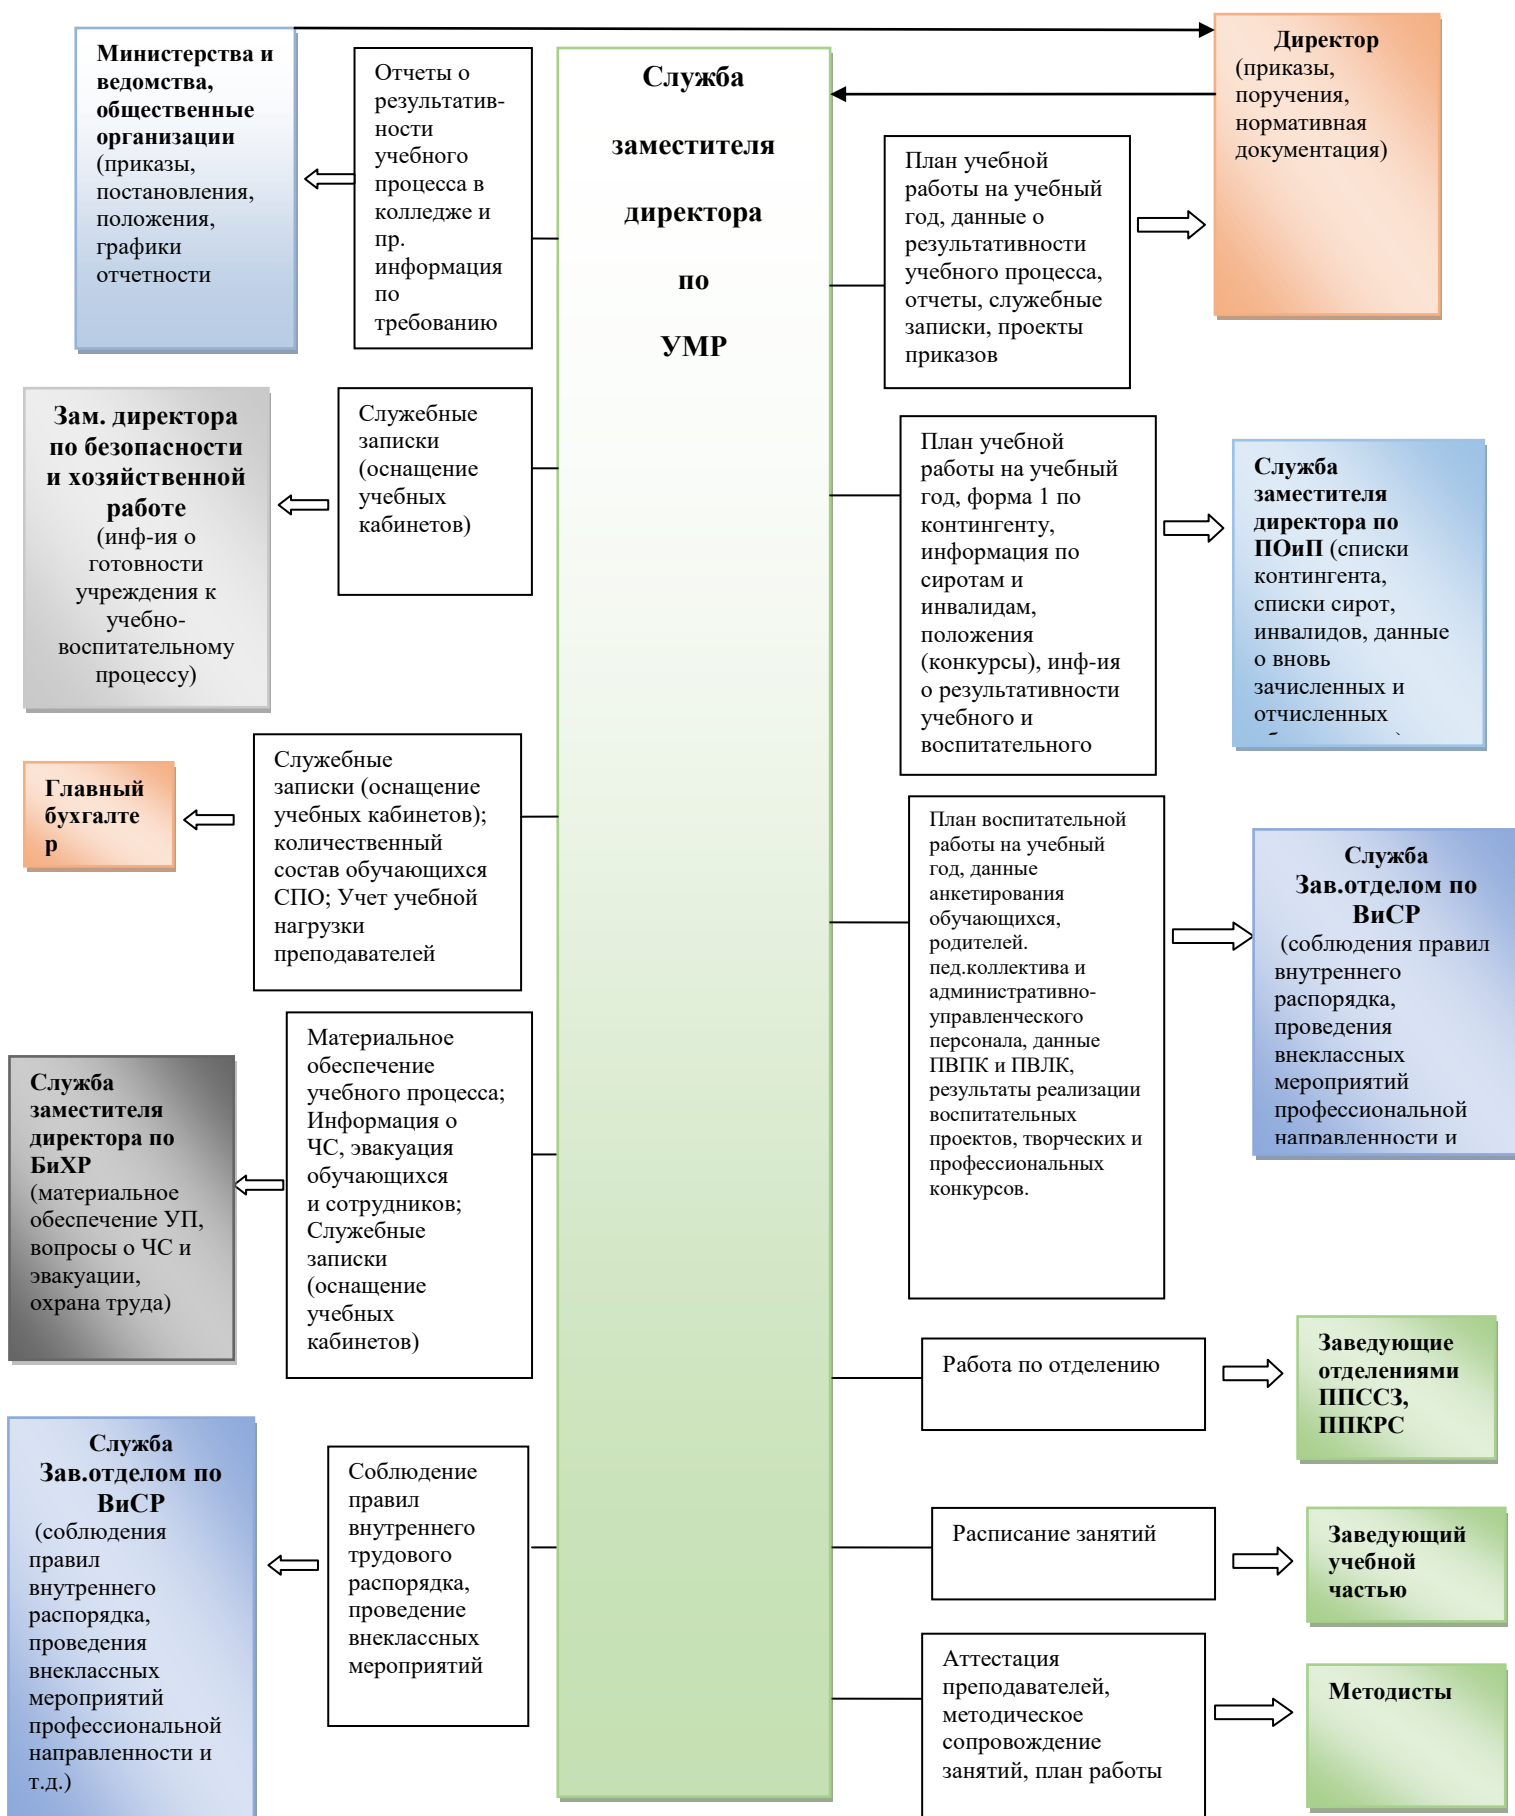 Министерства и
ведомства,
общественные
организации
(приказы,
постановления,
положения,
графики
отчетности
Отчеты о
результатив-
ности
учебного
процесса в
колледже и
пр.
информация
по
требованию
Служба
заместителя
директора
по
УМР
Директор
(приказы,
поручения,
нормативная
документация)
План учебной
работы на учебный
год, данные о
результативности
учебного процесса,
отчеты, служебные
записки, проекты
приказов
Зам. директора
по безопасности
и хозяйственной
работе
(инф-ия о
готовности
учреждения к
учебно-
воспитательному
процессу)
Служебные
записки
(оснащение
учебных
кабинетов)
План учебной
работы на учебный
год, форма 1 по
контингенту,
информация по
сиротам и
инвалидам,
положения
(конкурсы), инф-ия
о результативности
учебного и
воспитательного
Служба
заместителя
директора по
ПОиП (списки
контингента,
списки сирот,
инвалидов, данные
о вновь
зачисленных и
отчисленных
Главный
бухгалте
р
Служебные
записки (оснащение
учебных кабинетов);
количественный
состав обучающихся
СПО; Учет учебной
нагрузки
преподавателей
План воспитательной
работы на учебный
год, данные
анкетирования
обучающихся,
родителей.
пед.коллектива и
административно-
управленческого
персонала, данные
ПВПК и ПВЛК,
результаты реализации
воспитательных
проектов, творческих и
профессиональных
конкурсов.
Служба
Зав.отделом по
ВиСР
(соблюдения правил
внутреннего
распорядка,
проведения
внеклассных
мероприятий
профессиональной
направленности и
Служба
заместителя
директора по
БиХР
(материальное
обеспечение УП,
вопросы о ЧС и
эвакуации,
охрана труда)
Материальное
обеспечение
учебного процесса;
Информация о
ЧС, эвакуация
обучающихся
и сотрудников;
Служебные
записки
(оснащение
учебных
кабинетов)
Работа по отделению
Заведующие
отделениями
ППССЗ,
ППКРС
Служба
Зав.отделом по
ВиСР
(соблюдения
правил
внутреннего
распорядка,
проведения
внеклассных
мероприятий
профессиональной
направленности и
т.д.)
Соблюдение
правил
внутреннего
трудового
распорядка,
проведение
внеклассных
мероприятий
Расписание занятий
Заведующий
учебной
частью
Аттестация
преподавателей,
методическое
сопровождение
занятий, план работы
Методисты